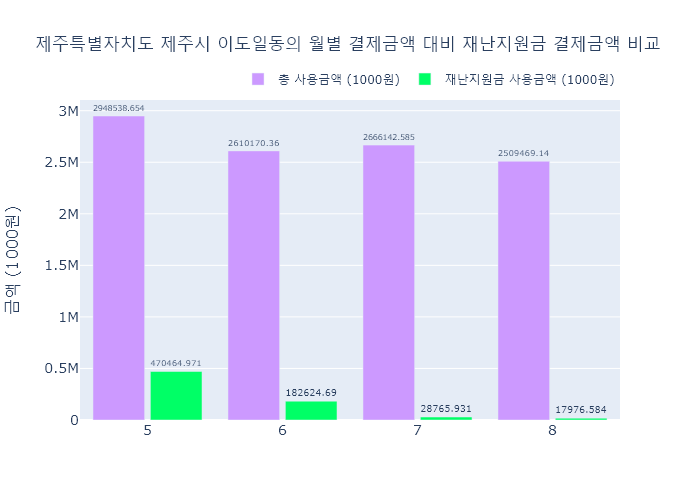 제주특별자치도 제주시 이도일동의 월별 결제금액 대비 재난지원금 결제금액 비교
총 사용금액 (1000원)
재난지원금 사용금액 (1000원)
금액 (1000원)
3M
2.5M
2M
1.5M
1M
0.5M
0
2948538.654
470464.971
2610170.36
182624.69
2666142.585
28765.931
2509469.14
17976.584
5
6
7
8